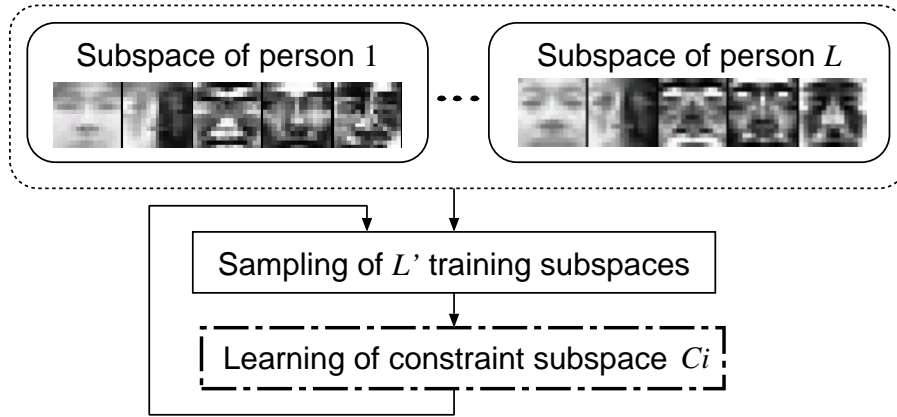 Subspace of person 1
Subspace of person L
Sampling of L’ training subspaces
Learning of constraint subspace Ci